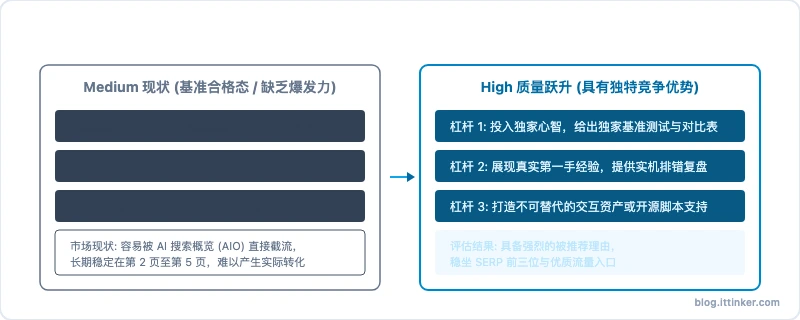 Medium 现状 (基准合格态 / 缺乏爆发力)
市场现状: 容易被 AI 搜索概览 (AIO) 直接截流,
长期稳定在第 2 页至第 5 页，难以产生实际转化
High 质量跃升 (具有独特竞争优势)
杠杆 1: 投入独家心智，给出独家基准测试与对比表
杠杆 2: 展现真实第一手经验，提供实机排错复盘
杠杆 3: 打造不可替代的交互资产或开源脚本支持
评估结果: 具备强烈的被推荐理由,
稳坐 SERP 前三位与优质流量入口
blog.ittinker.com